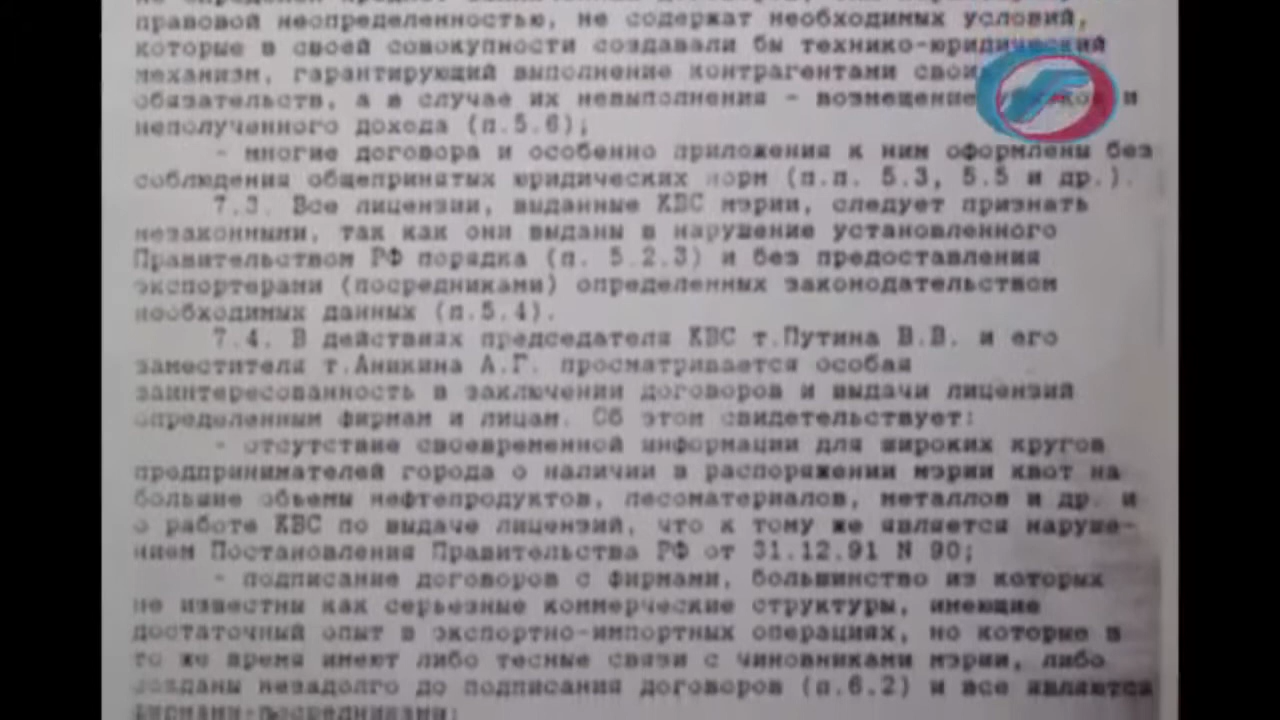 правовой неопределенностью, не содержат необходимых условий,
которые в своей совокупности создавали бы технико-юридический
механизм, гарантирующий выполнение контрагентами
обязательств, а в случае их невыполнения - возмещение и
неполученного дохода (п.5.6);
- многие договора и особенно приложения к ним оформлены без
соблюдения общепринятых юридических норм (п.п. 5.3, 5.5 и др.).
7.3. Все лицензии, выданные КВС мэрии, следует признать
незаконными, так как они выданы в нарушение установленного
Правительством РФ порядка (п. 5.2.3) и без предоставления
экспортерами (посредниками) определенных законодательством
необходимых данных (п.5.4).
7.4. В действиях председателя КВС т.Путина В.В. и его
заместителя т.Аникина А.Г. просматривается особая
заинтересованность в заключении договоров и выдачи лицензий
определенным фирмам и лицам. Об этом свидетельствует:
- отсутствие своевременной информации для широких кругов
предпринимателей города о наличии в распоряжении мэрии квот на
большие объемы нефтепродуктов, лесоматериалов, металлов и др. и
о работе КВС по выдаче лицензий, что к тому же является наруше-
нием Постановления Правительства РФ от 31.12.91 N 90;
- подписание договоров с фирмами, большинство из которых
не известны как серьезные коммерческие структуры, имеющие
достаточный опыт в экспортно-импортных операциях, но которые в
то же время имеют либо тесные связи с чиновниками мэрии, либо
созданы незадолго до подписания договоров (п.6.2) и все являются
фирмами-посредниками;